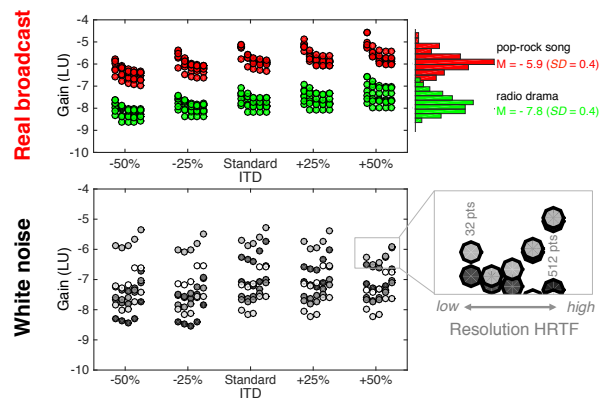 Real broadcast
Gain (LU)
-4
-5
-6
-7
-8
-9
-10
-50%
-25%
Standard
ITD
+25%
+50%
pop-rock song
M = - 5.9 (SD = 0.4)
radio drama
M = - 7.8 (SD = 0.4)
White noise
Gain (LU)
-4
-5
-6
-7
-8
-9
-10
-50%
-25%
Standard
ITD
+25%
+50%
32 pts
512 pts
low
high
Resolution HRTF